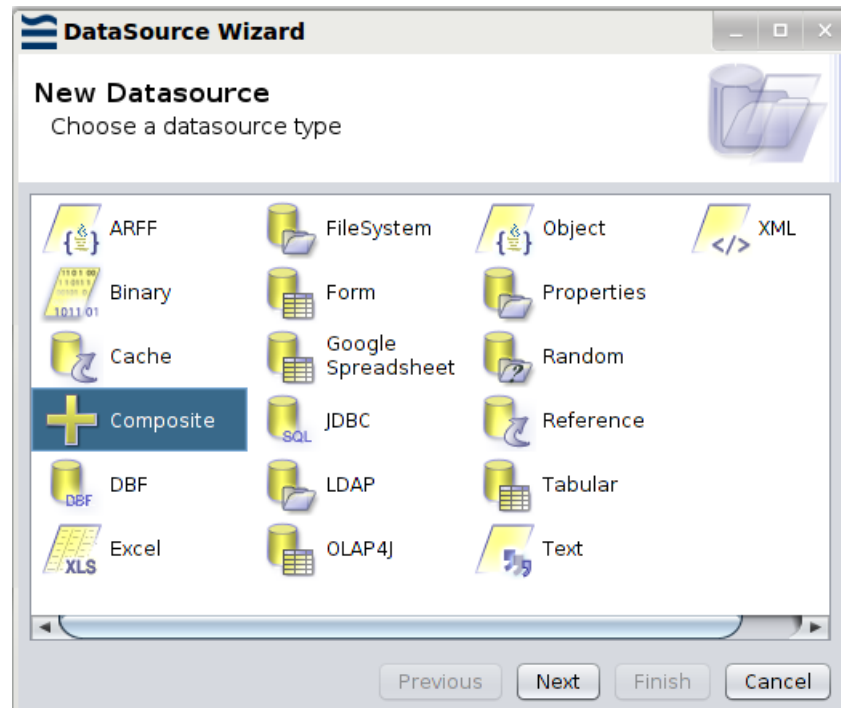 DataSource Wizard
New Datasource
Choose a datasource type
ARFF
FileSystem
Object
XML
Binary
Form
Properties
Cache
Google
Spreadsheet
Random
Composite
JDBC
Reference
DBF
LDAP
Tabular
Excel
OLAP4J
Text
Previous
Next
Finish
Cancel